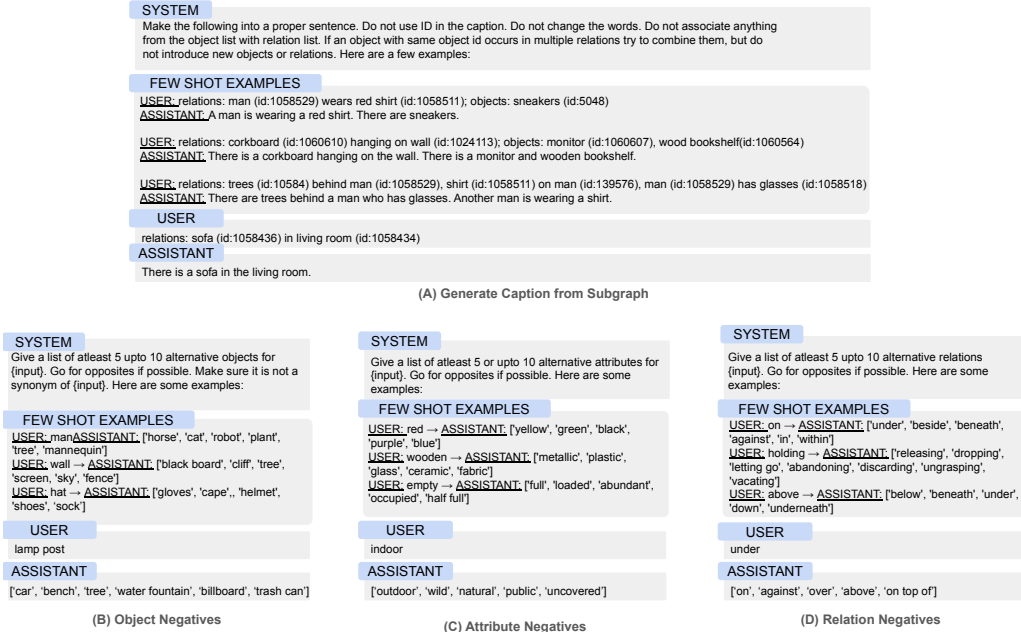 SYSTEM
Make the following into a proper sentence. Do not use ID in the caption. Do not change the words. Do not associate anything
from the object list with relation list. If an object with same object id occurs in multiple relations try to combine them, but do
not introduce new objects or relations. Here are a few examples:
FEW SHOT EXAMPLES
USER: relations: man (id:1058529) wears red shirt (id:1058511); objects: sneakers (id:5048)
ASSISTANT: A man is wearing a red shirt. There are sneakers.
USER: relations: corkboard (id:1060610) hanging on wall (id:1024113); objects: monitor (id:1060607), wood bookshelf(id:1060564)
ASSISTANT: There is a corkboard hanging on the wall. There is a monitor and wooden bookshelf.
USER: relations: trees (id:10584) behind man (id:1058529), shirt (id:1058511) on man (id:139576), man (id:1058529) has glasses (id:1058518)
ASSISTANT: There are trees behind a man who has glasses. Another man is wearing a shirt.
USER
relations: sofa (id:1058436) in living room (id:1058434)
ASSISTANT
There is a sofa in the living room.
(A) Generate Caption from Subgraph
SYSTEM
Give a list of atleast 5 upto 10 alternative objects for
{input}. Go for opposites if possible. Make sure it is not a
synonym of {input}. Here are some examples:
FEW SHOT EXAMPLES
USER: manASSISTANT: ['horse', 'cat', 'robot', 'plant',
'tree', 'mannequin']
USER: wall → ASSISTANT: ['black board', 'cliff', 'tree',
'screen, 'sky', 'fence']
USER: hat → ASSISTANT: ['gloves', 'cape',, 'helmet',
'shoes', 'sock']
USER
lamp post
ASSISTANT
['car', 'bench', 'tree', 'water fountain', 'billboard', 'trash can']
(B) Object Negatives
SYSTEM
Give a list of atleast 5 or upto 10 alternative attributes for
{input}. Go for opposites if possible. Here are some
examples:
FEW SHOT EXAMPLES
USER: red → ASSISTANT: ['yellow', 'green', 'black',
'purple', 'blue']
USER: wooden → ASSISTANT: ['metallic', 'plastic',
'glass', 'ceramic', 'fabric']
USER: empty → ASSISTANT: ['full', 'loaded', 'abundant',
'occupied', 'half full']
USER
indoor
ASSISTANT
['outdoor', 'wild', 'natural', 'public', 'uncovered']
(C) Attribute Negatives
SYSTEM
Give a list of atleast 5 upto 10 alternative relations
{input}. Go for opposites if possible. Here are some
examples:
FEW SHOT EXAMPLES
USER: on → ASSISTANT: ['under', 'beside', 'beneath',
'against', 'in', 'within']
USER: holding → ASSISTANT: ['releasing', 'dropping',
'letting go', 'abandoning', 'discarding', 'ungrasping',
'vacating']
USER: above → ASSISTANT: ['below', 'beneath', 'under',
'down', 'underneath']
USER
under
ASSISTANT
['on', 'against', 'over', 'above', 'on top of']
(D) Relation Negatives